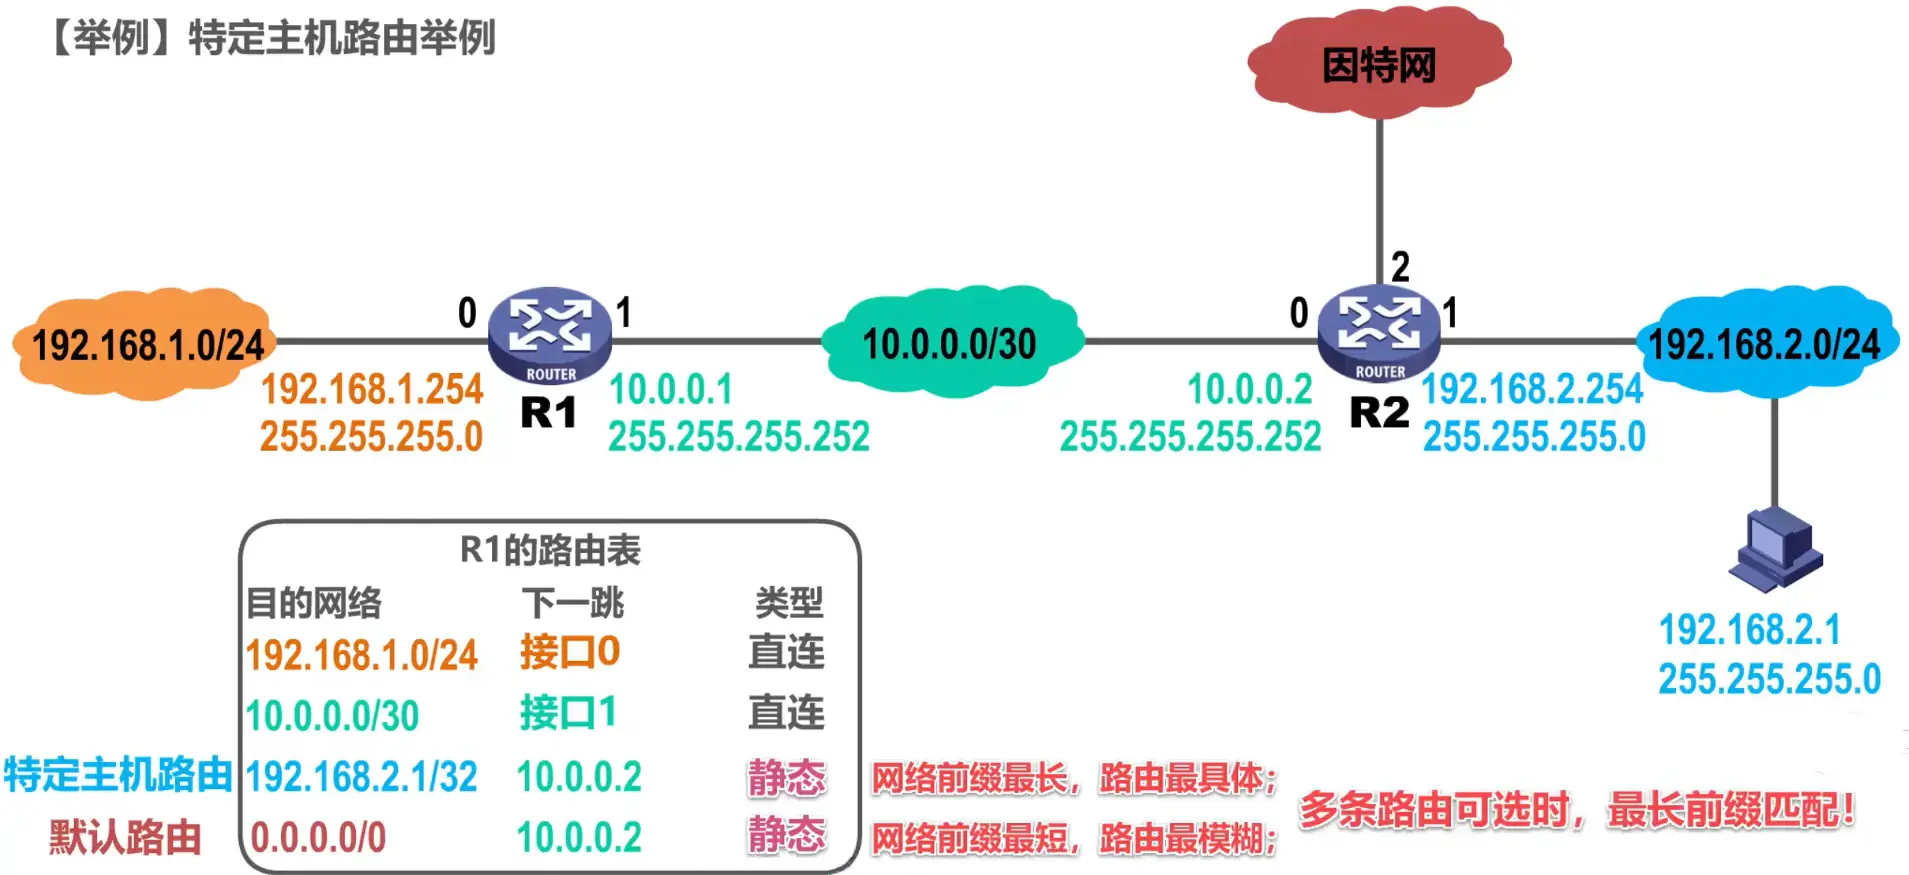 【举例】特定主机路由举例
因特网
2
0
1
0
1
192.168.1.0/24
10.0.0.0/30
192.168.2.0/24
ROUTER
ROUTER
192.168.1.254
255.255.255.0
R1
10.0.0.1
255.255.255.252
10.0.0.2
255.255.255.252
R2
192.168.2.254
255.255.255.0
192.168.2.1
255.255.255.0
R1的路由表
目的网络 下一跳 类型
192.168.1.0/24 接口0 直连
10.0.0.0/30 接口1 直连
特定主机路由 192.168.2.1/32 10.0.0.2 静态 网络前缀最长，路由最具体；
默认路由 0.0.0.0/0 10.0.0.2 静态 网络前缀最短，路由最模糊；
多条路由可选时，最长前缀匹配！